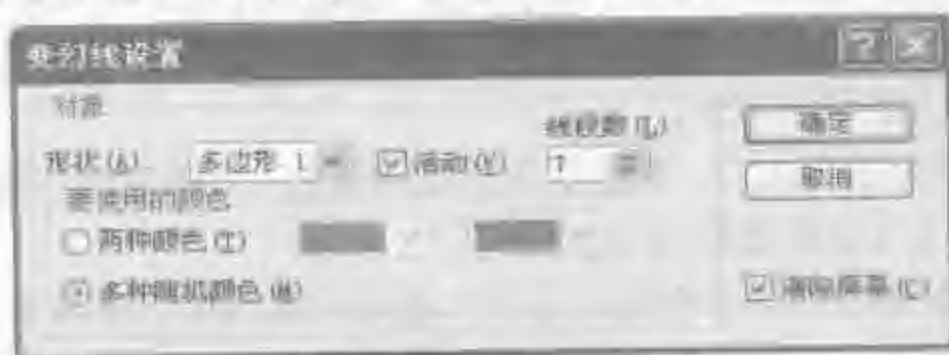 变幻线设置
对象
线段数(L)
形状(A) 多边形 1 活动(V) 7
要使用的颜色
两种颜色(T)
多种随机颜色(M)
确定
取消
清除屏幕(C)